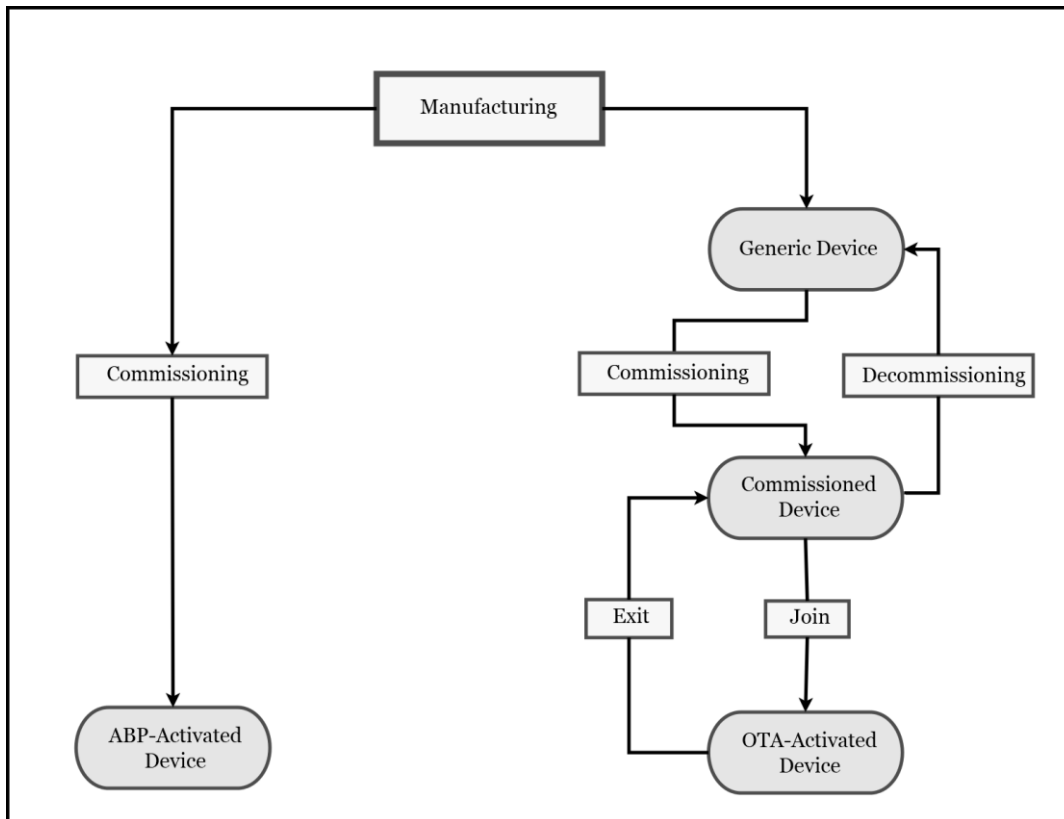 Manufacturing
Generic Device
Commissioning
Commissioning
Decommissioning
Commissioned
Device
Exit
Join
ABP-Activated
Device
OTA-Activated
Device